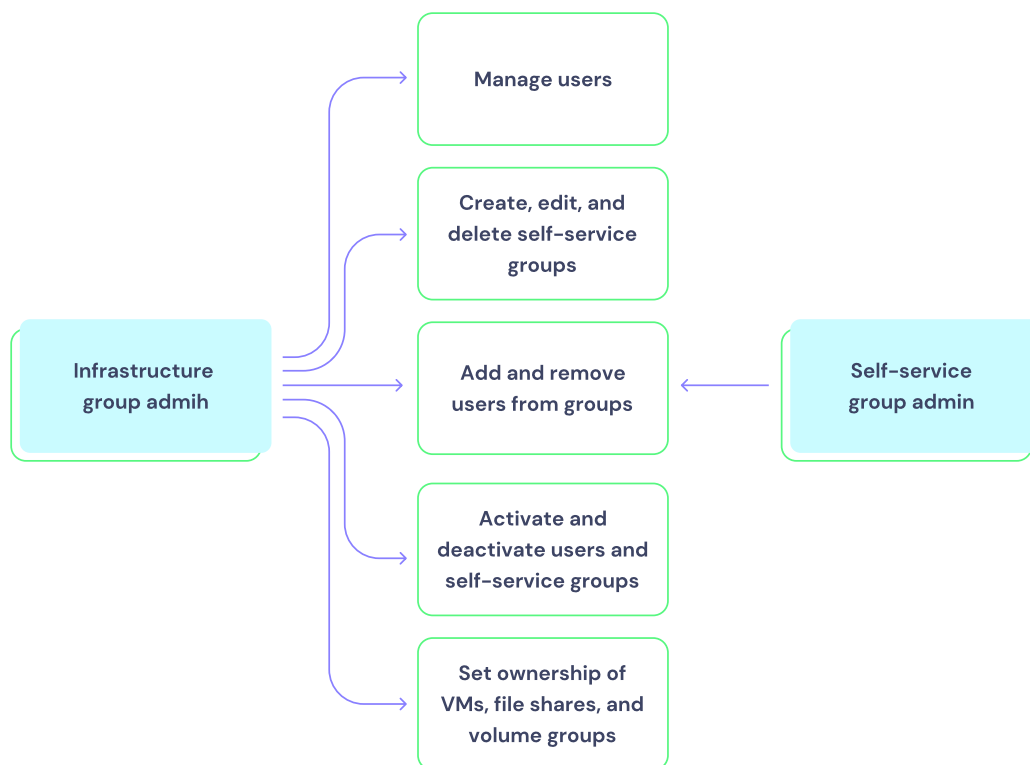 Manage users
Create, edit, and
delete self-service
groups
Infrastructure
group admih
Add and remove
users from groups
Self-service
group admin
Activate and
deactivate users and
self-service groups
Set ownership of
VMs, file shares, and
volume groups